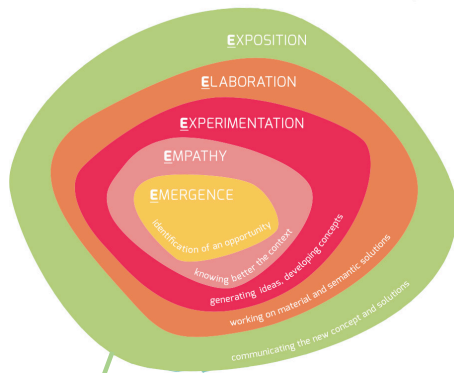 EXPOSITION
ELABORATION
EXPERIMENTATION
EMPATHY
EMERGENCE
identification of an opportunity
knowing better the context
generating ideas, developing concepts
working on material and semantic solutions
communicating the new concept and solutions